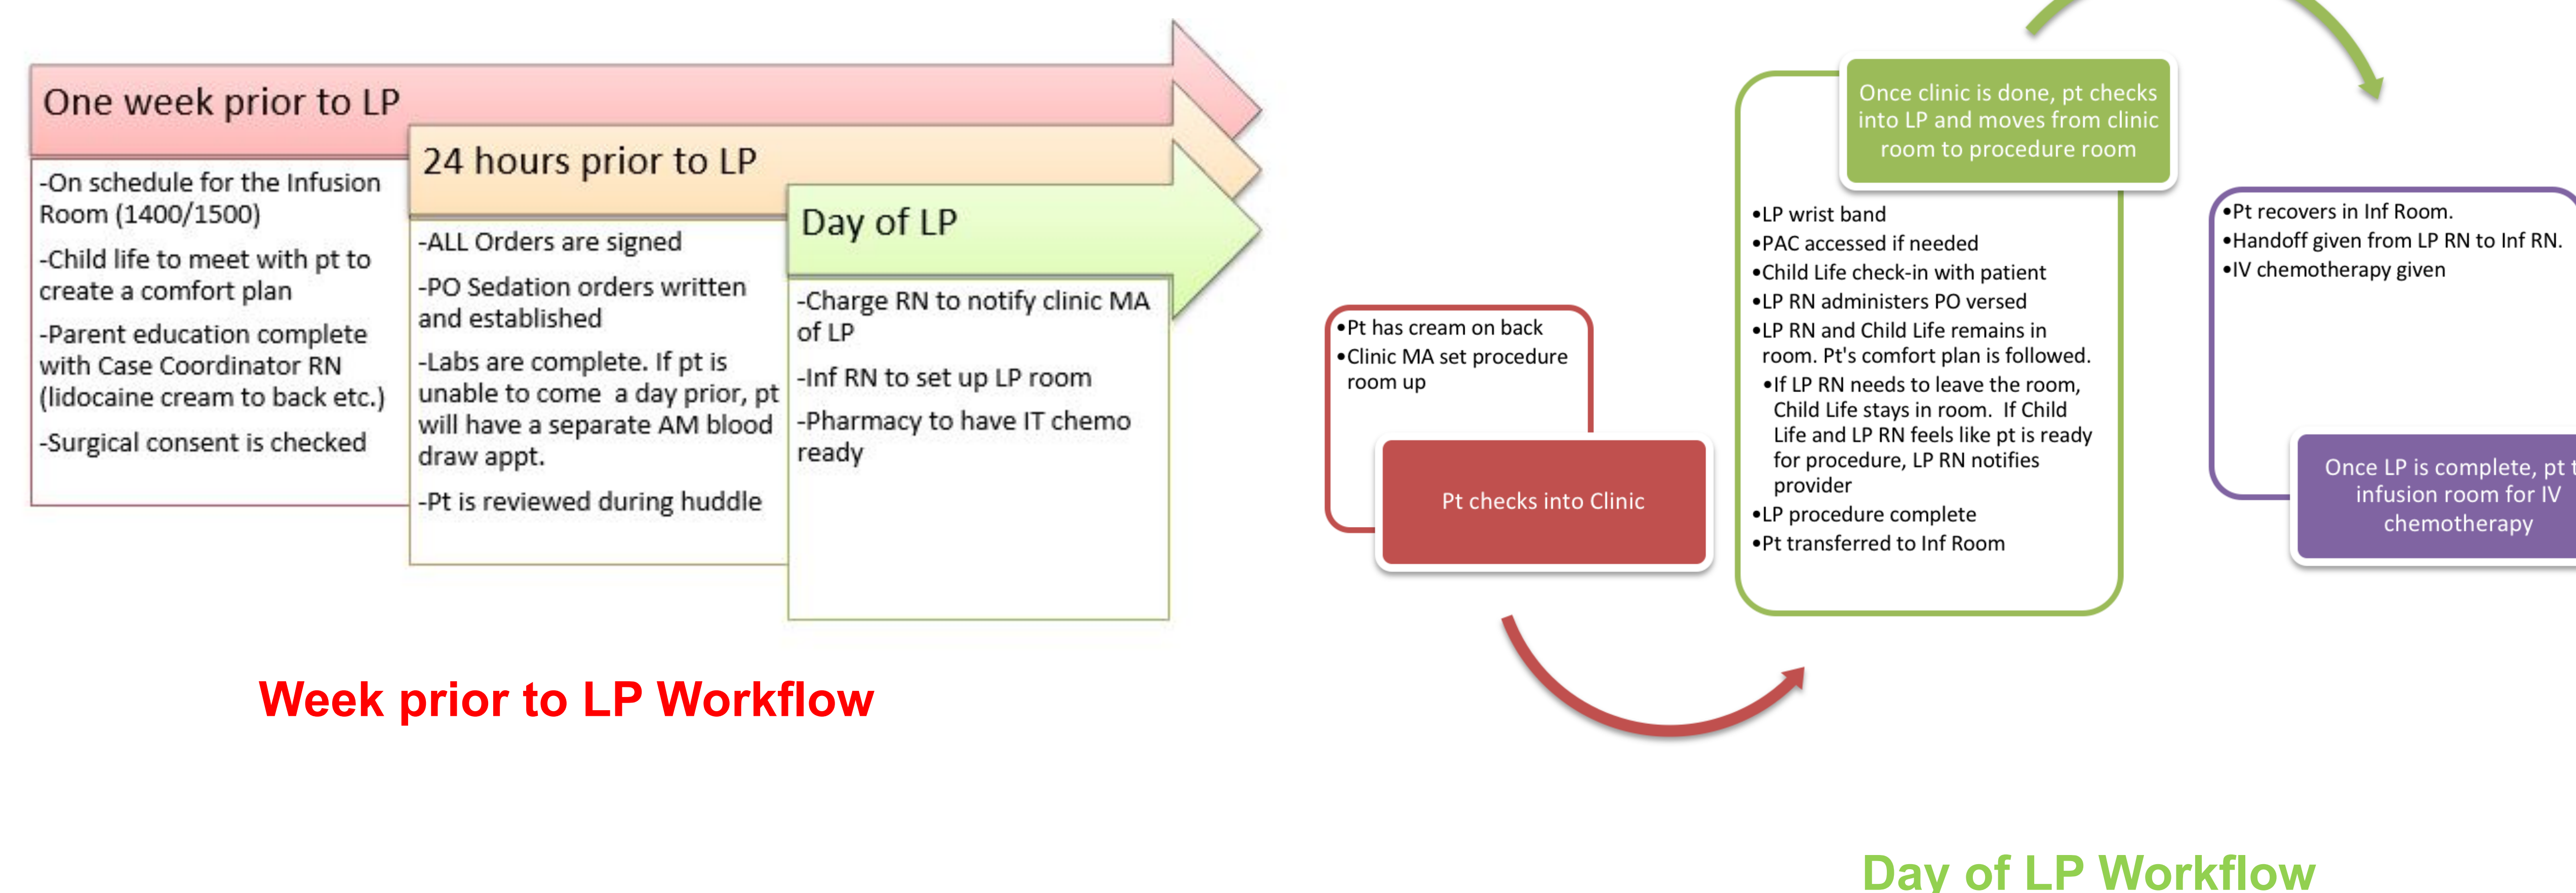 One week prior to LP
-On schedule for the Infusion
Room (1400/1500)
-Child life to meet with pt to
create a comfort plan
-Parent education complete
with Case Coordinator RN
(lidocaine cream to back etc.)
-Surgical consent is checked
24 hours prior to LP
-ALL Orders are signed
-PO Sedation orders written
and established
-Labs are complete. If pt is
unable to come a day prior, pt
will have a separate AM blood
draw appt.
-Pt is reviewed during huddle
Day of LP
-Charge RN to notify clinic MA
of LP
-Inf RN to set up LP room
-Pharmacy to have IT chemo
ready
Week prior to LP Workflow
•Pt has cream on back
•Clinic MA set procedure
room up
Pt checks into Clinic
Once clinic is done, pt checks
into LP and moves from clinic
room to procedure room
•LP wrist band
•PAC accessed if needed
•Child Life check-in with patient
•LP RN administers PO versed
•LP RN and Child Life remains in
room. Pt's comfort plan is followed.
•If LP RN needs to leave the room,
Child Life stays in room. If Child
Life and LP RN feels like pt is ready
for procedure, LP RN notifies
provider
•LP procedure complete
•Pt transferred to Inf Room
•Pt recovers in Inf Room.
•Handoff given from LP RN to Inf RN.
•IV chemotherapy given
Once LP is complete, pt
infusion room for IV
chemotherapy
Day of LP Workflow